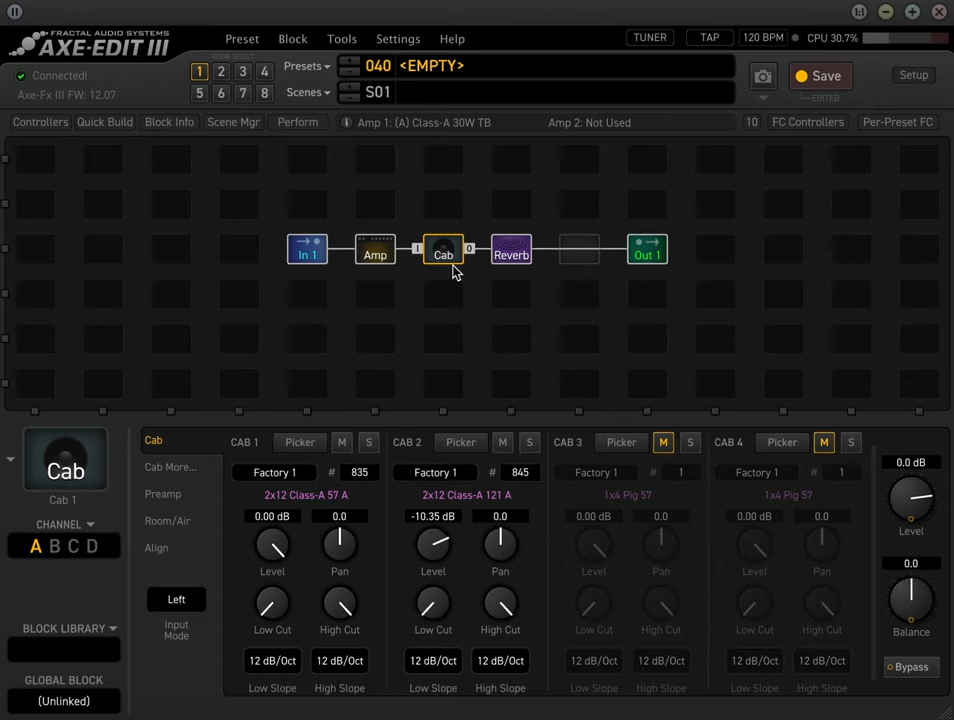 1:1
FRACTAL AUDIO SYSTEMS
AXE-EDIT III
Preset Block Tools Settings Help
TUNER TAP 120 BPM CPU 30.7%
Connected!
Axe-Fx III FW: 12.07
SCENE SELECT
1 2 3 4
5 6 7 8
Presets 040 <EMPTY>
Scenes S01
Save
EDITED
Setup
Controllers Quick Build Block Info Scene Mgr Perform Amp 1: (A) Class-A 30W TB Amp 2: Not Used 10 FC Controllers Per-Preset FC
In 1 Amp I Cab O Reverb Out 1
Cab
Cab 1
CHANNEL
A B C D
BLOCK LIBRARY
GLOBAL BLOCK
(Unlinked)
Cab
Cab More...
Preamp
Room/Air
Align
Left
Input
Mode
CAB 1 Picker M S CAB 2 Picker M S CAB 3 Picker M S CAB 4 Picker M S
Factory 1 # 835 Factory 1 # 845 Factory 1 # 1 Factory 1 # 1
2x12 Class-A 57 A 2x12 Class-A 121 A 1x4 Pig 57 1x4 Pig 57
0.00 dB 0.0 -10.35 dB 0.0 0.00 dB 0.0 0.00 dB 0.0
Level Pan Level Pan Level Pan Level Pan
Low Cut High Cut Low Cut High Cut Low Cut High Cut Low Cut High Cut
12 dB/Oct 12 dB/Oct 12 dB/Oct 12 dB/Oct 12 dB/Oct 12 dB/Oct 12 dB/Oct 12 dB/Oct
Low Slope High Slope Low Slope High Slope Low Slope High Slope Low Slope High Slope
0.0 dB
Level
0.0
Balance
Bypass